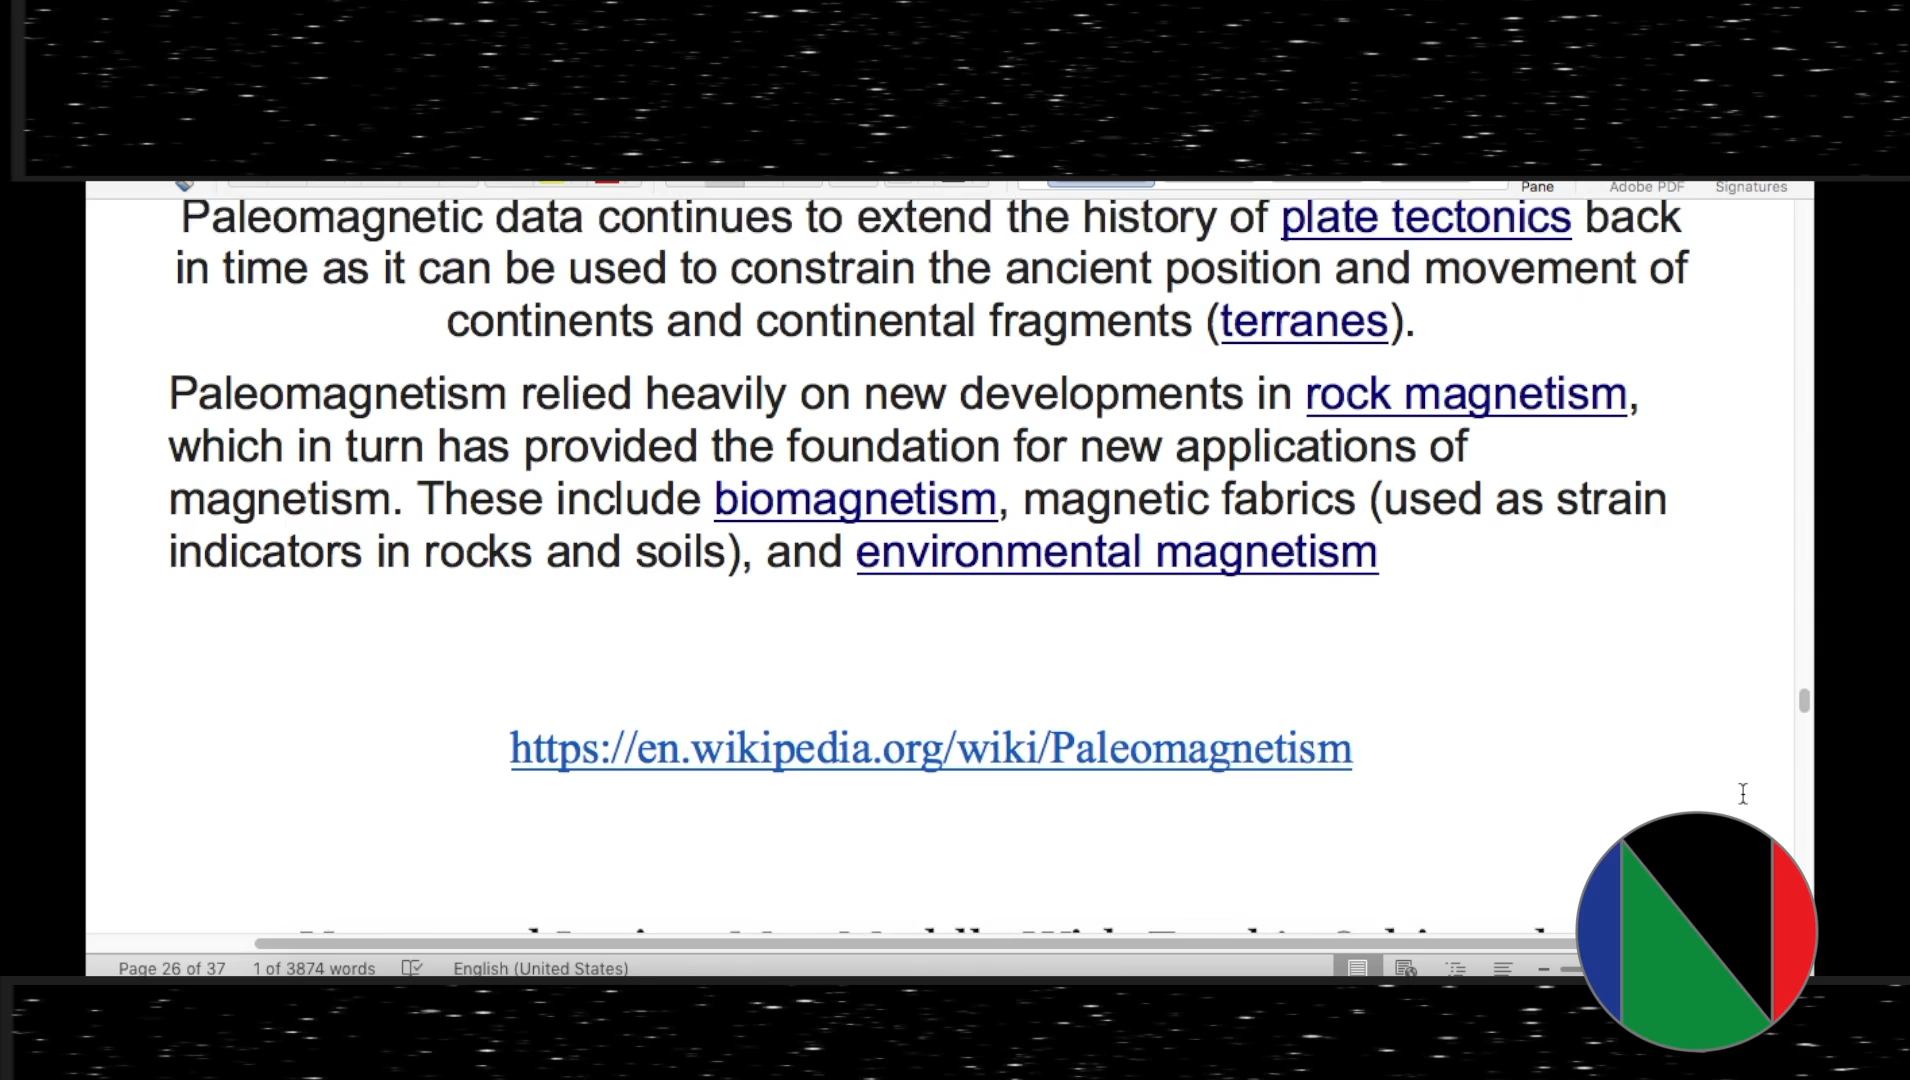 Pane
Adobe PDF
Signatures
Paleomagnetic data continues to extend the history of plate tectonics back
in time as it can be used to constrain the ancient position and movement of
continents and continental fragments (terranes).
Paleomagnetism relied heavily on new developments in rock magnetism,
which in turn has provided the foundation for new applications of
magnetism. These include biomagnetism, magnetic fabrics (used as strain
indicators in rocks and soils), and environmental magnetism
https://en.wikipedia.org/wiki/Paleomagnetism
Page 26 of 37 1 of 3874 words English (United States)